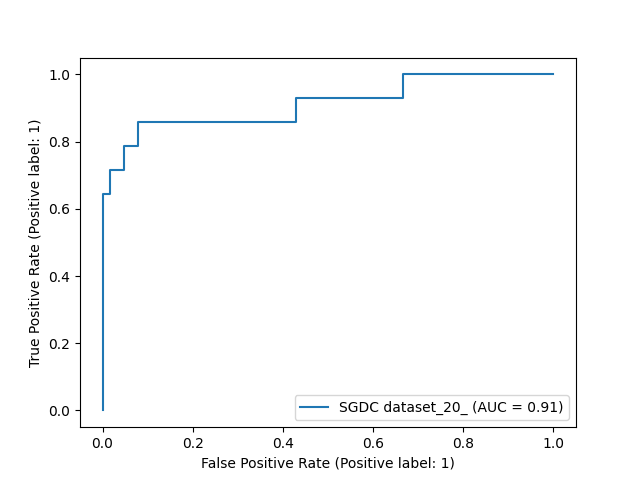 1.0
0.8
0.6
0.4
0.2
0.0
True Positive Rate (Positive label: 1)
SGDC dataset_20_ (AUC = 0.91)
0.0 0.2 0.4 0.6 0.8 1.0
False Positive Rate (Positive label: 1)